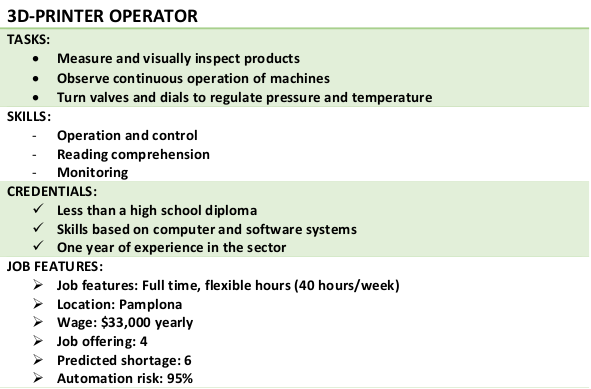 3D-PRINTER OPERATOR
TASKS:
• Measure and visually inspect products
• Observe continuous operation of machines
• Turn valves and dials to regulate pressure and temperature
SKILLS:
- Operation and control
- Reading comprehension
- Monitoring
CREDENTIALS:
✓ Less than a high school diploma
✓ Skills based on computer and software systems
✓ One year of experience in the sector
JOB FEATURES:
➢ Job features: Full time, flexible hours (40 hours/week)
➢ Location: Pamplona
➢ Wage: $33,000 yearly
➢ Job offering: 4
➢ Predicted shortage: 6
➢ Automation risk: 95%